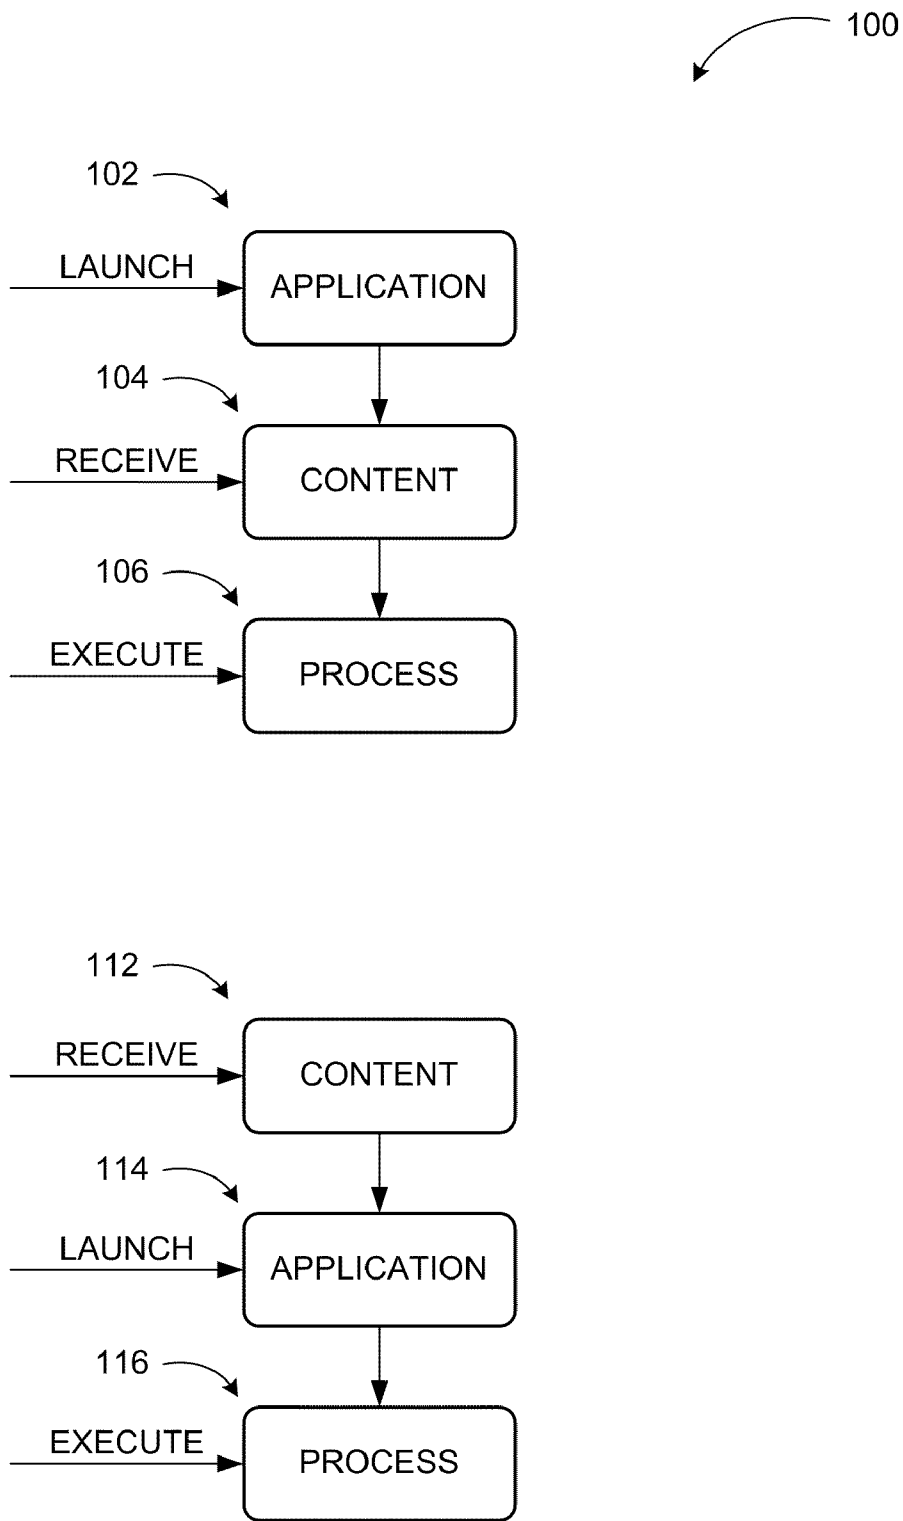 100
102
LAUNCH
APPLICATION
104
RECEIVE
CONTENT
106
EXECUTE
PROCESS
112
RECEIVE
CONTENT
114
LAUNCH
APPLICATION
116
EXECUTE
PROCESS